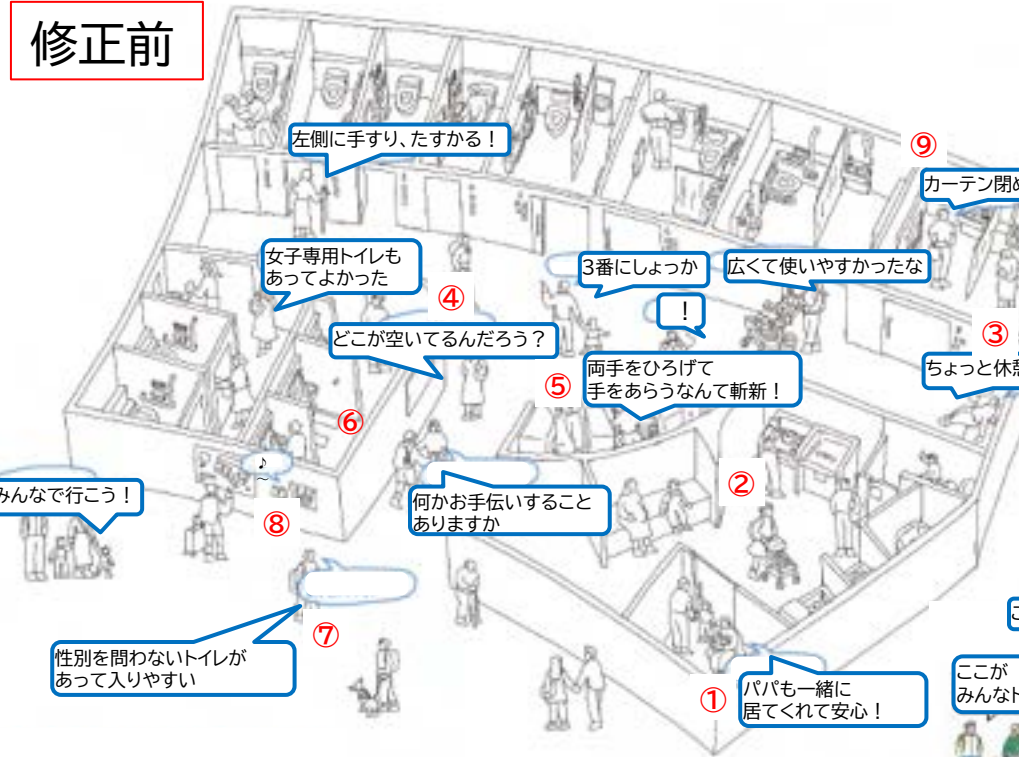 修正前
⑨
左側に手すり、たすかる！
カーテン閉め
女子専用トイレも
あってよかった
3番にしょっか
広くて使いやすかったな
④
！
どこが空いてるんだろう？
③
⑤
両手をひろげて
手をあらうなんて斬新！
ちょっと休憩
⑥
♪
～
②
みんなで行こう！
何かお手伝いすること
ありますか
⑧
⑦
性別を問わないトイレが
あって入りやすい
①
パパも一緒に
居てくれて安心！
ここが
みんなト